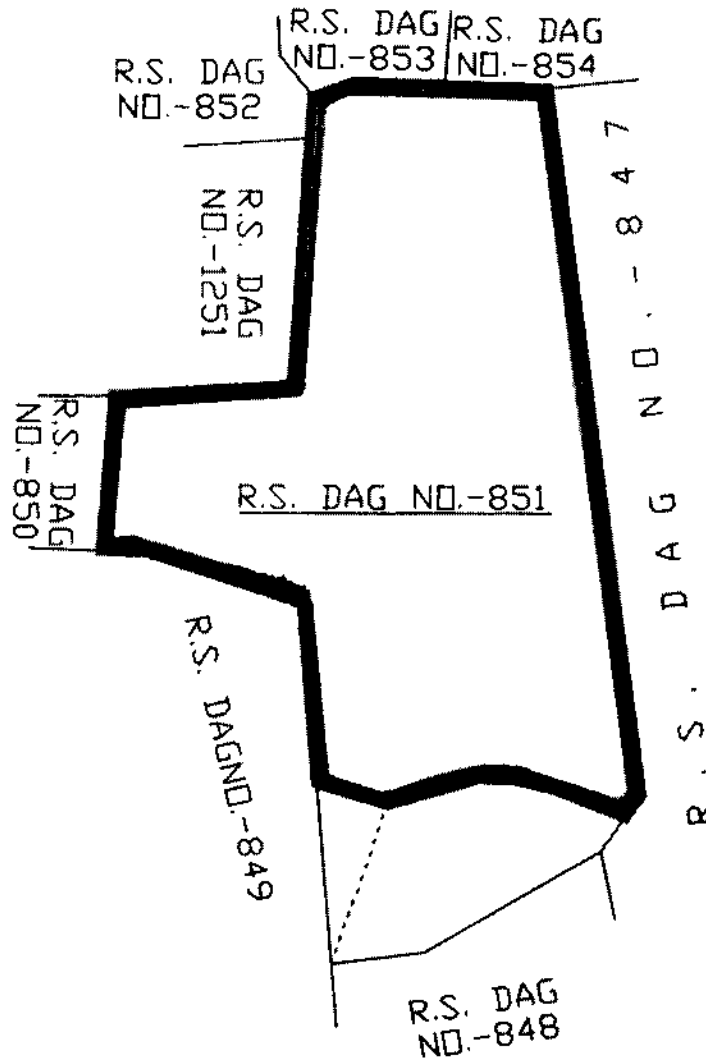 R.S. DAG
NO.-853
R.S. DAG
NO.-854
R.S. DAG
NO.-852
R.S. DAG NO.-847
R.S. DAG
NO.-1251
R.S. DAG
NO.-850
R.S. DAG NO.-851
R.S. DAGNO.-849
R.S. DAG
NO.-848